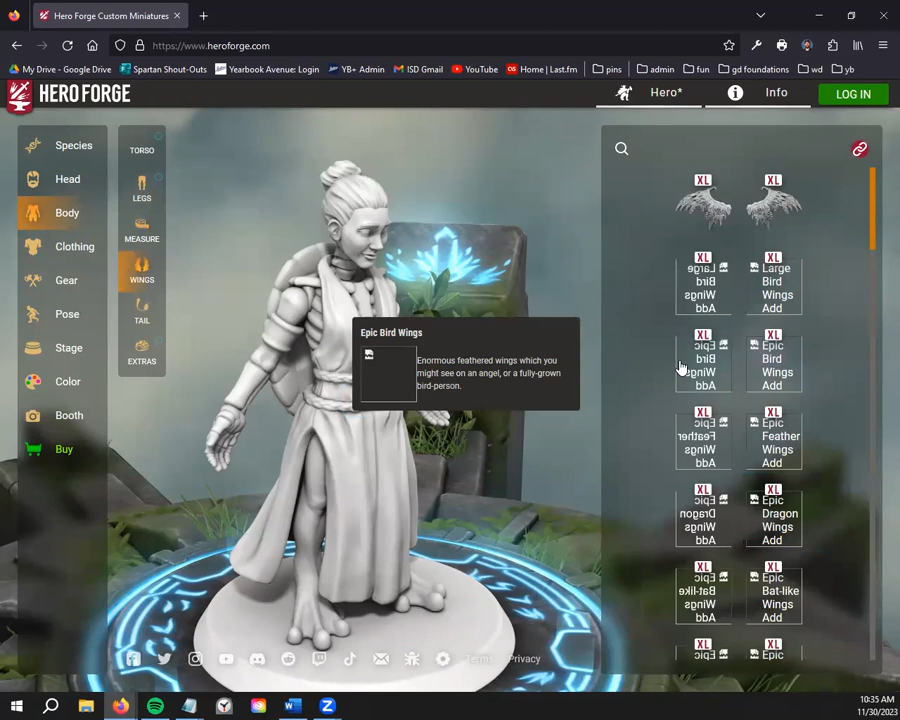 Hero Forge Custom Miniatures
https://www.heroforge.com
My Drive - Google Drive
Spartan Shout-Outs
Yearbook Avenue: Login
YB+ Admin
ISD Gmail
YouTube
Home | Last.fm
pins
admin
fun
gd foundations
wd
yb
HERO FORGE
Hero*
Info
LOG IN
Species
Head
Body
Clothing
Gear
Pose
Stage
Color
Booth
Buy
TORSO
LEGS
MEASURE
WINGS
TAIL
EXTRAS
Epic Bird Wings
Enormous feathered wings which you
might see on an angel, or a fully-grown
bird-person.
XL XL
XL XL
Large Large
Bird Bird
Wings Wings
Add Add
XL XL
Epic Epic
Bird Bird
Wings Wings
Add Add
XL XL
Epic Epic
Feather Feather
Wings Wings
Add Add
XL XL
Epic Epic
Dragon Dragon
Wings Wings
Add Add
XL XL
Epic Epic
Bat-like Bat-like
Wings Wings
Add Add
XL XL
Epic Epic
Terms
Privacy
10:35 AM
11/30/2023